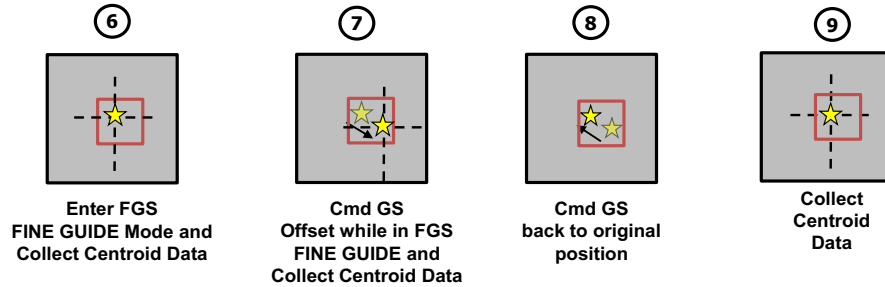 6
7
8
9
Enter FGS
FINE GUIDE Mode and
Collect Centroid Data
Cmd GS
Offset while in FGS
FINE GUIDE and
Collect Centroid Data
Cmd GS
back to original
position
Collect
Centroid
Data